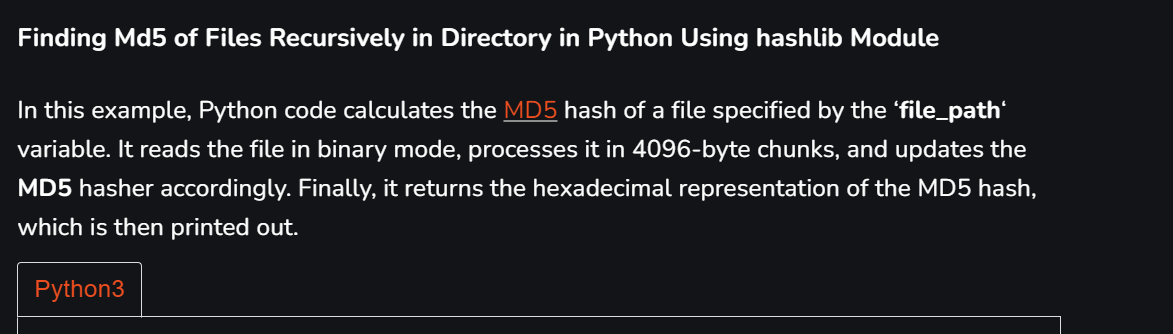 Finding Md5 of Files Recursively in Directory in Python Using hashlib Module
In this example, Python code calculates the MD5 hash of a file specified by the ‘file_path‘
variable. It reads the file in binary mode, processes it in 4096-byte chunks, and updates the
MD5 hasher accordingly. Finally, it returns the hexadecimal representation of the MD5 hash,
which is then printed out.
Python3